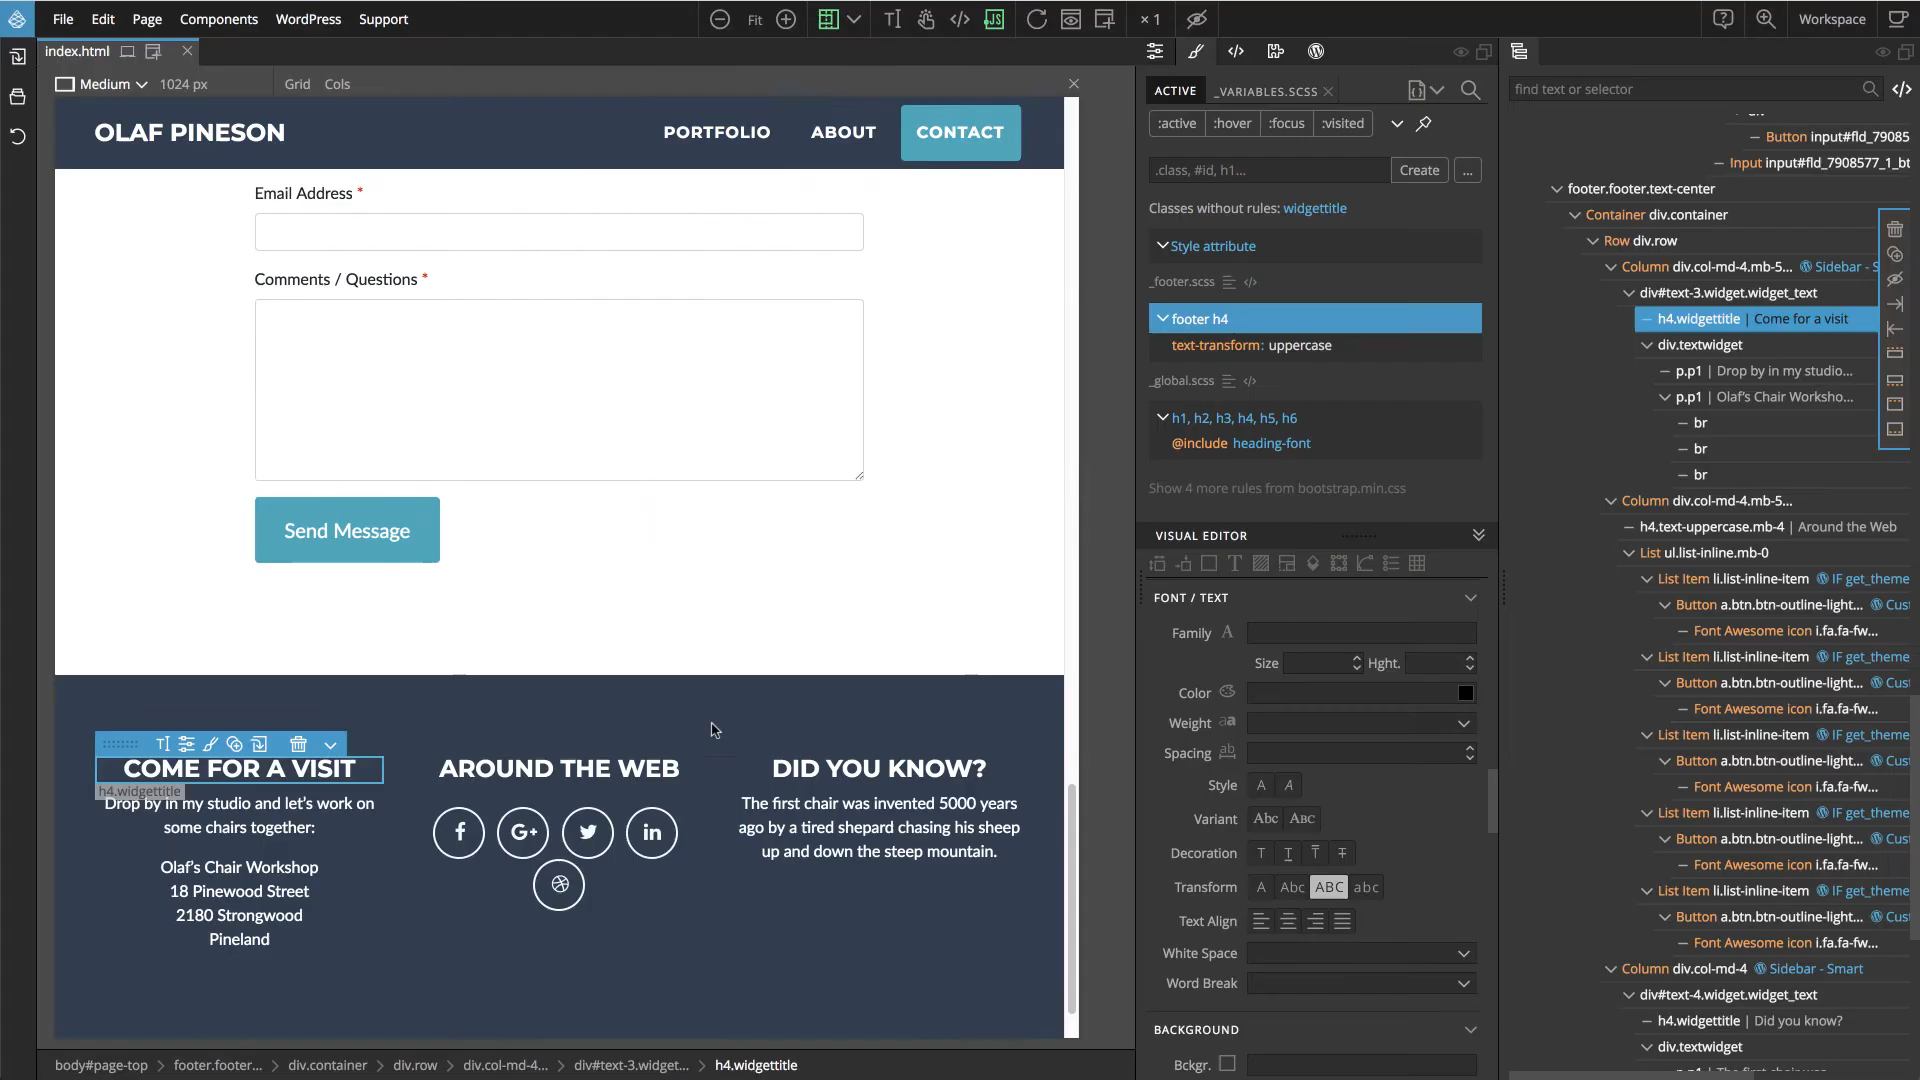 File Edit Page Components WordPress Support
Fit
JS
× 1
Workspace
index.html
Medium 1024 px Grid Cols
OLAF PINESON
PORTFOLIO ABOUT CONTACT
Email Address *
Comments / Questions *
Send Message
COME FOR A VISIT
h4.widgettitle
Drop by in my studio and let's work on
some chairs together:
Olaf's Chair Workshop
18 Pinewood Street
2180 Strongwood
Pineland
AROUND THE WEB
DID YOU KNOW?
The first chair was invented 5000 years
ago by a tired shepard chasing his sheep
up and down the steep mountain.
body#page-top footer.footer... div.container div.row div.col-md-4... div#text-3.widget... h4.widgettitle
ACTIVE _VARIABLES.SCSS
:active :hover :focus :visited
.class, #id, h1... Create ...
Classes without rules: widgettitle
Style attribute
_footer.scss
footer h4
text-transform: uppercase
_global.scss
h1, h2, h3, h4, h5, h6
@include heading-font
Show 4 more rules from bootstrap.min.css
VISUAL EDITOR
FONT / TEXT
Family
Size Hght.
Color
Weight
Spacing
Style A A
Variant Abc ABC
Decoration T T T T
Transform A Abc ABC abc
Text Align
White Space
Word Break
BACKGROUND
Bckgr.
find text or selector
Button input#fld_79085
Input input#fld_7908577_1_bt
footer.footer.text-center
Container div.container
Row div.row
Column div.col-md-4.mb-5... Sidebar - S
div#text-3.widget.widget_text
h4.widgettitle | Come for a visit
div.textwidget
p.p1 | Drop by in my studio...
p.p1 | Olaf's Chair Worksho...
br
br
br
Column div.col-md-4.mb-5...
h4.text-uppercase.mb-4 | Around the Web
List ul.list-inline.mb-0
List Item li.list-inline-item IF get_theme
Button a.btn.btn-outline-light... Cus
Font Awesome icon i.fa.fa-fw...
List Item li.list-inline-item IF get_theme
Button a.btn.btn-outline-light... Cus
Font Awesome icon i.fa.fa-fw...
List Item li.list-inline-item IF get_theme
Button a.btn.btn-outline-light... Cus
Font Awesome icon i.fa.fa-fw...
List Item li.list-inline-item IF get_theme
Button a.btn.btn-outline-light... Cus
Font Awesome icon i.fa.fa-fw...
List Item li.list-inline-item IF get_theme
Button a.btn.btn-outline-light... Cus
Font Awesome icon i.fa.fa-fw...
Column div.col-md-4 Sidebar - Smart
div#text-4.widget.widget_text
h4.widgettitle | Did you know?
div.textwidget